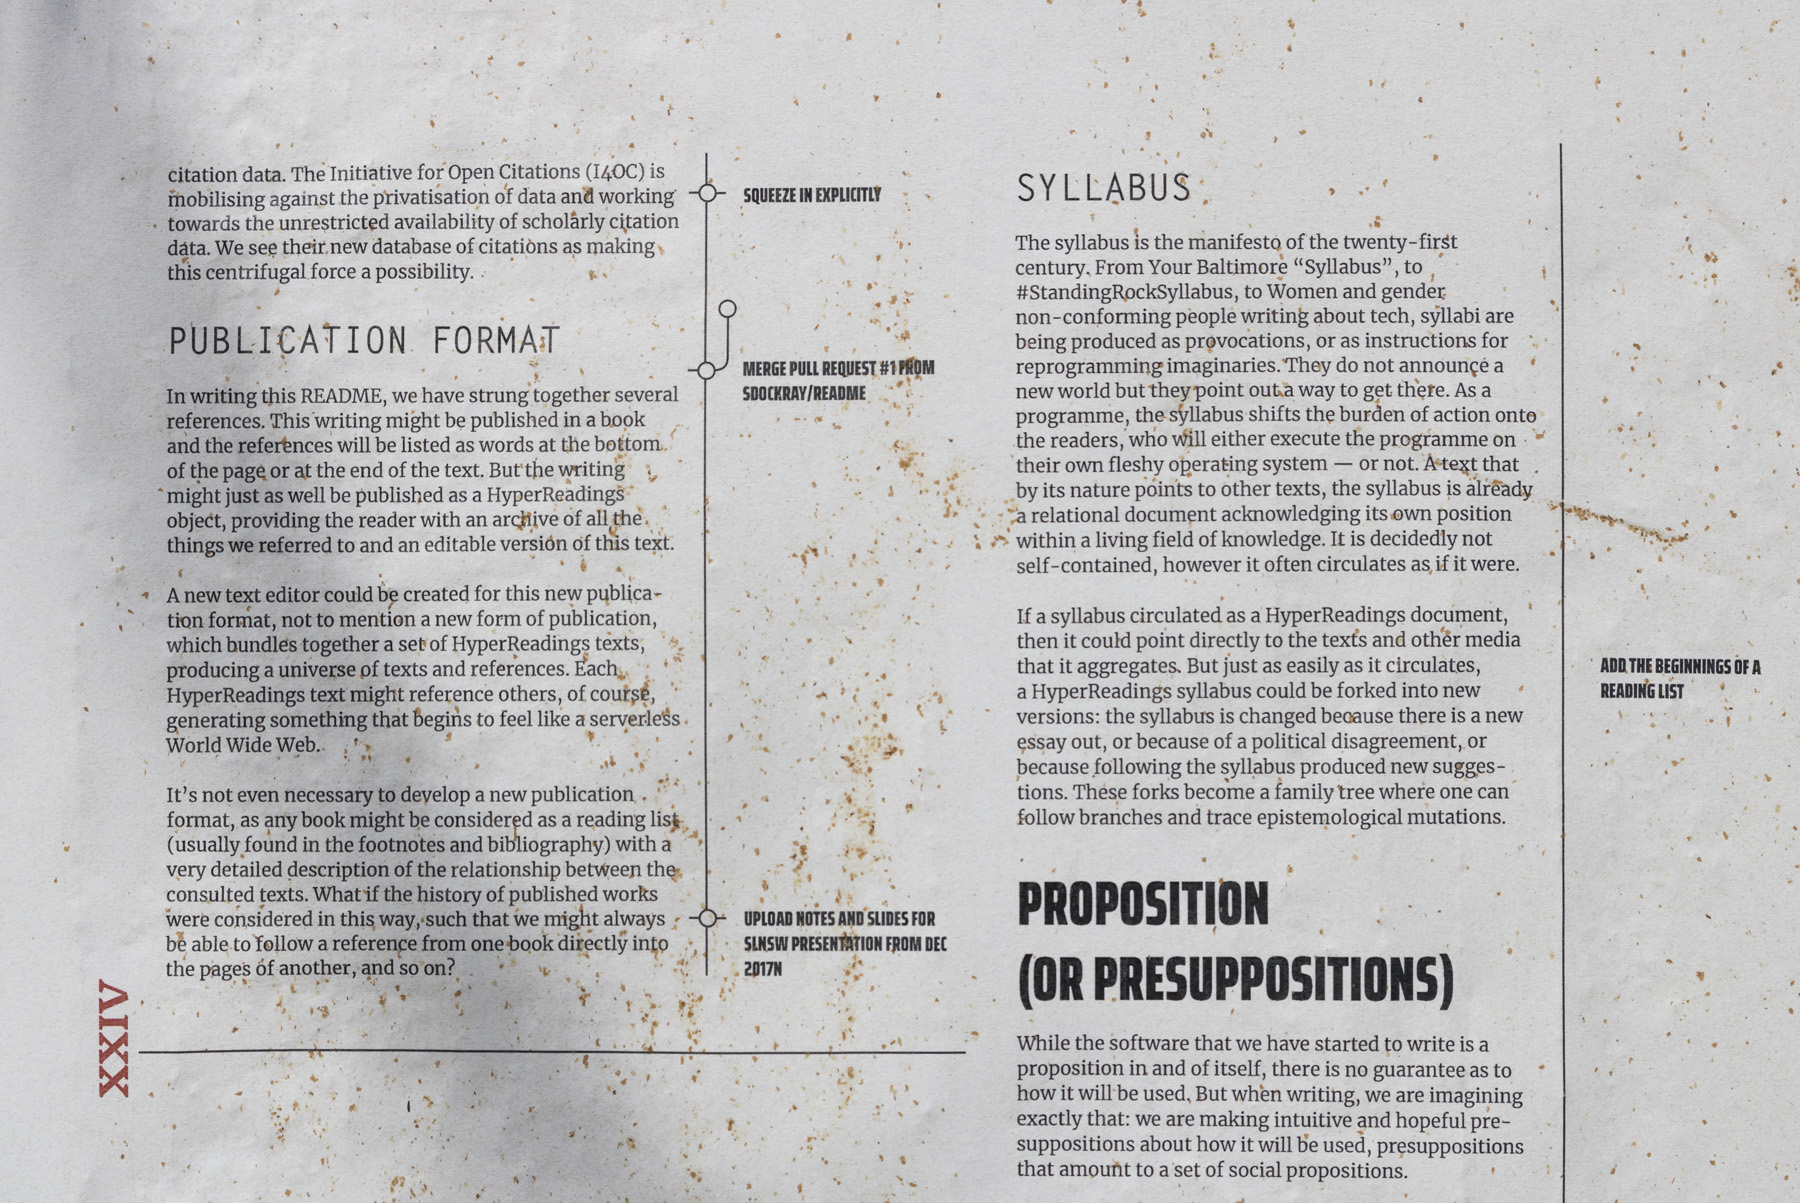 citation data. The Initiative for Open Citations (I4OC) is
mobilising against the privatisation of data and working
towards the unrestricted availability of scholarly citation
data. We see their new database of citations as making
this centrifugal force a possibility.
PUBLICATION FORMAT
In writing this README, we have strung together several
references. This writing might be published in a book
and the references will be listed as words at the bottom
of the page or at the end of the text. But the writing
might just as well be published as a HyperReadings
object, providing the reader with an archive of all the
things we referred to and an editable version of this text.
A new text editor could be created for this new publica-
tion format, not to mention a new form of publication,
which bundles together a set of HyperReadings texts,
producing a universe of texts and references. Each
HyperReadings text might reference others, of course,
generating something that begins to feel like a serverless
World Wide Web.
It's not even necessary to develop a new publication
format, as any book might be considered as a reading list
(usually found in the footnotes and bibliography) with a
very detailed description of the relationship between the
consulted texts. What if the history of published works
were considered in this way, such that we might always
be able to follow a reference from one book directly into
the pages of another, and so on?
SQUEEZE IN EXPLICITLY
MERGE PULL REQUEST #1 FROM
SDOCKRAY/README
UPLOAD NOTES AND SLIDES FOR
SLNSW PRESENTATION FROM DEC
2017N
XXIV
SYLLABUS
The syllabus is the manifesto of the twenty-first
century. From Your Baltimore “Syllabus”, to
#StandingRockSyllabus, to Women and gender
non-conforming people writing about tech, syllabi are
being produced as provocations, or as instructions for
reprogramming imaginaries. They do not announce a
new world but they point out a way to get there. As a
programme, the syllabus shifts the burden of action onto
the readers, who will either execute the programme on
their own fleshy operating system — or not. A text that
by its nature points to other texts, the syllabus is already
a relational document acknowledging its own position
within a living field of knowledge. It is decidedly not
self-contained, however it often circulates as if it were.
If a syllabus circulated as a HyperReadings document,
then it could point directly to the texts and other media
that it aggregates. But just as easily as it circulates,
a HyperReadings syllabus could be forked into new
versions: the syllabus is changed because there is a new
essay out, or because of a political disagreement, or
because following the syllabus produced new sugges-
tions. These forks become a family tree where one can
follow branches and trace epistemological mutations.
PROPOSITION
(OR PRESUPPOSITIONS)
While the software that we have started to write is a
proposition in and of itself, there is no guarantee as to
how it will be used. But when writing, we are imagining
exactly that: we are making intuitive and hopeful pre-
suppositions about how it will be used, presuppositions
that amount to a set of social propositions.
ADD THE BEGINNINGS OF A
READING LIST